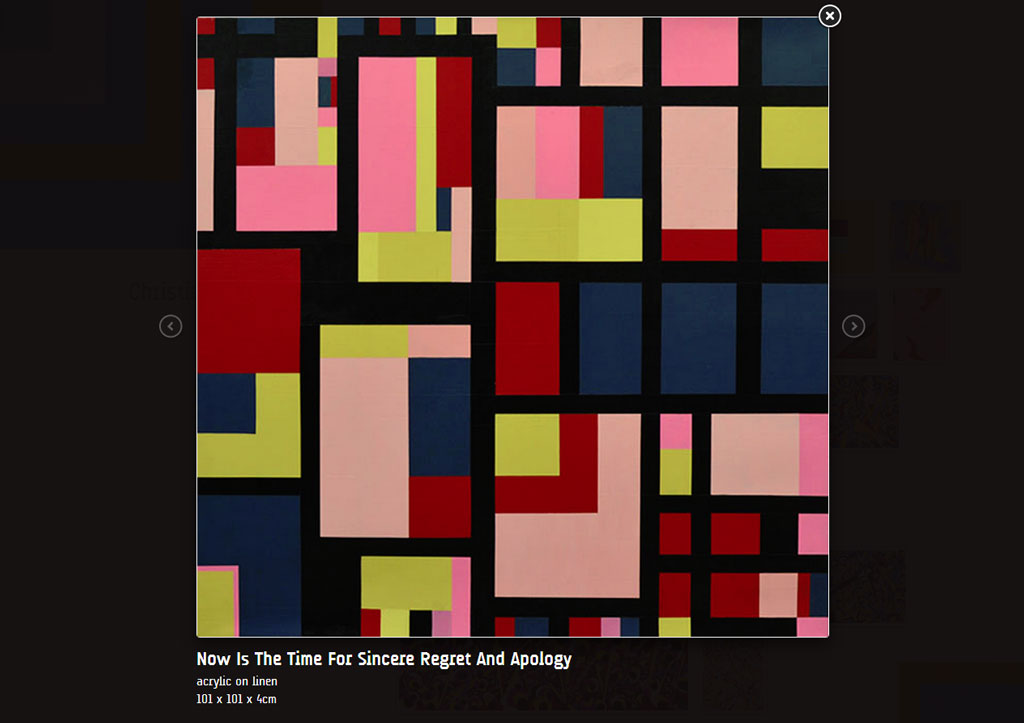 Now Is The Time For Sincere Regret And Apology
acrylic on linen
101 x 101 x 4cm